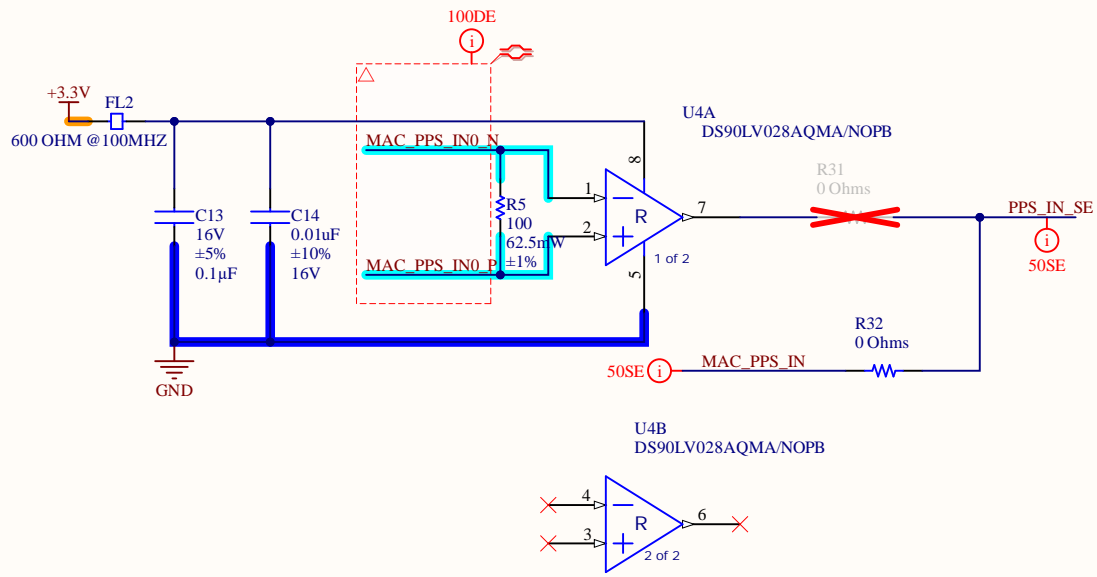 100DE
i
+3.3V
FL2
600 OHM @100MHZ
U4A
DS90LV028AQMA/NOPB
MAC_PPS_IN0_N
8
R31
0 Ohms
1
R5
100
62.5mW
±1%
2
R
7
1 of 2
PPS_IN_SE
i
50SE
C13
16V
±5%
0.1µF
C14
0.01uF
±10%
16V
MAC_PPS_IN0_P
5
R32
0 Ohms
50SE
i
MAC_PPS_IN
GND
U4B
DS90LV028AQMA/NOPB
4
3
R
6
2 of 2